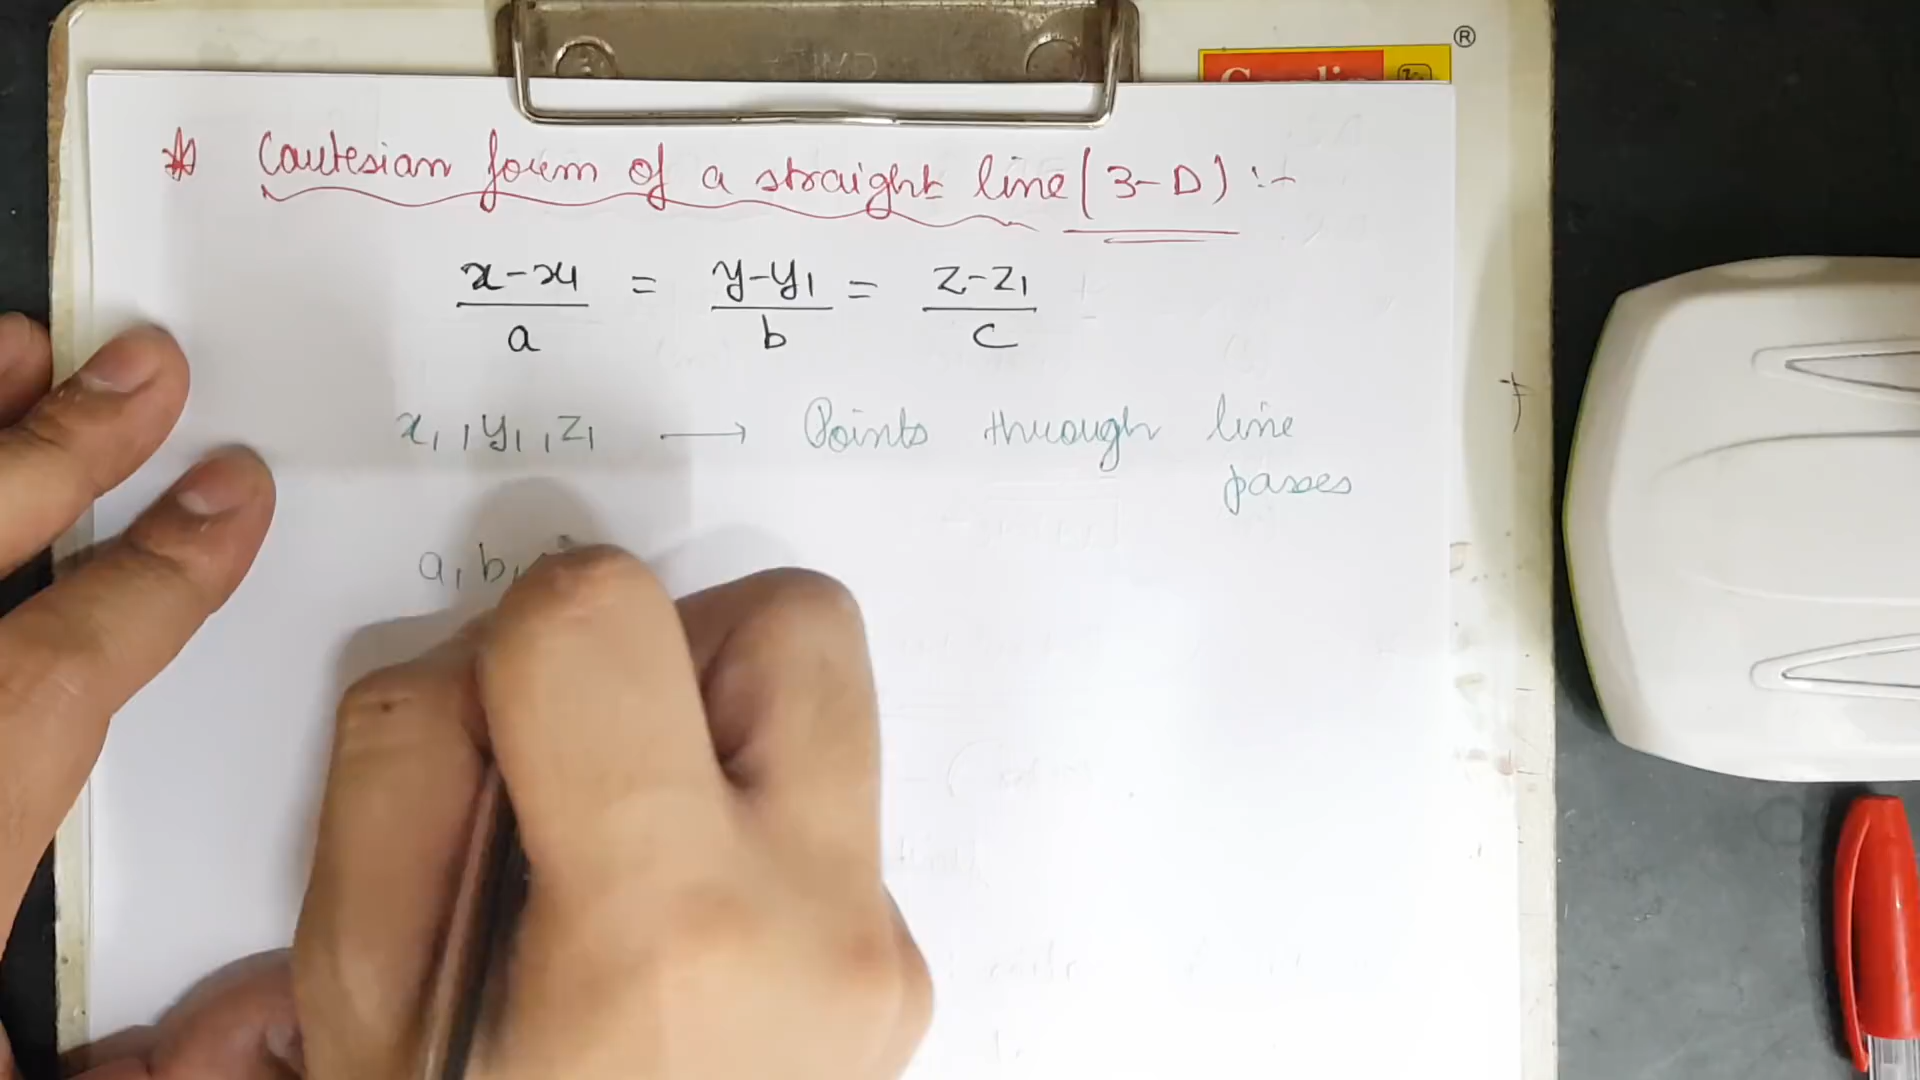 Cartesian form of a straight line (3-D) :-
x-x1/a = y-y1/b = z-z1/c
x1, y1, z1 → Points through line
passes
a, b,
®